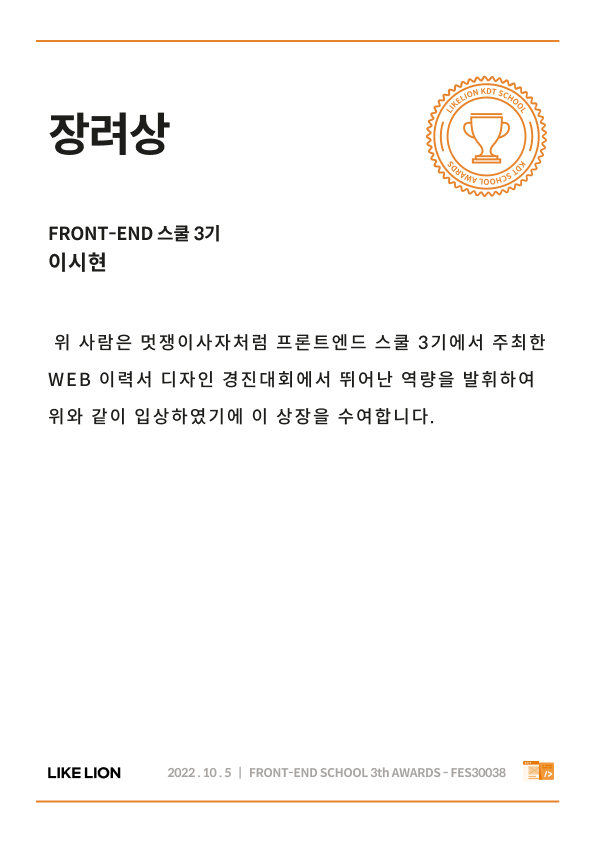 장려상
LIKELION KDT SCHOOL
KDT SCHOOL AWARDS
FRONT-END 스쿨 3기
이시현
위 사람은 멋쟁이사자처럼 프론트엔드 스쿨 3기에서 주최한
WEB 이력서 디자인 경진대회에서 뛰어난 역량을 발휘하여
위와 같이 입상하였기에 이 상장을 수여합니다.
LIKE LION
2022 . 10 . 5 | FRONT-END SCHOOL 3th AWARDS - FES30038